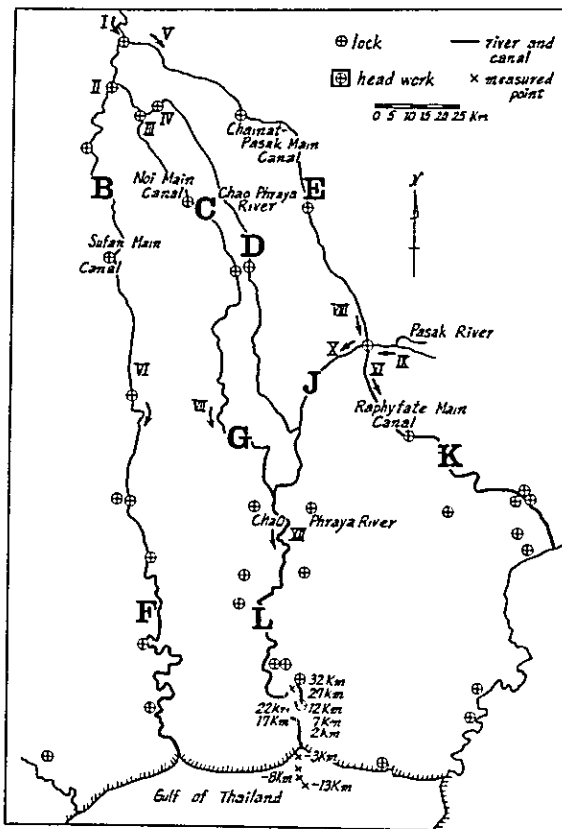 I
V
lock
river and
canal
II
head work
measured
point
III
IV
0 5 10 15 20 25 Km
Chainat-
Pasak Main
Canal
B
Noi Main
Canal
C
Chao Phraya
River
E
D
Sufan Main
Canal
VIII
Pasak River
X
IX
VI
J
XI
Raphyfate Main
Canal
VII
G
K
Chao Phraya River
XII
F
L
32 Km
27 Km
22 Km
12 Km
17 Km
7 Km
2 Km
-3 Km
-8 Km
-13 Km
Gulf of Thailand